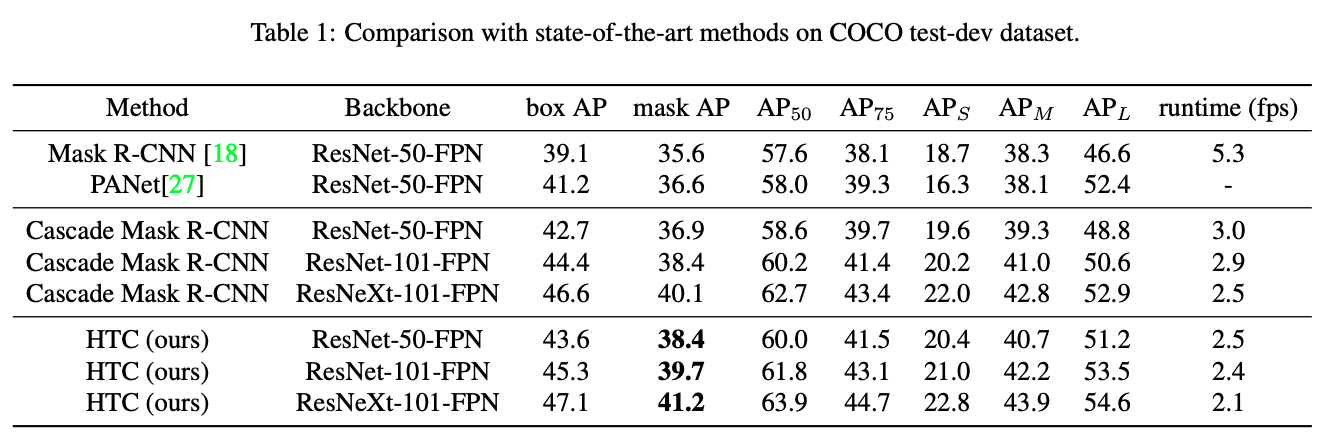 Table 1: Comparison with state-of-the-art methods on COCO test-dev dataset.
Method Backbone box AP mask AP AP50 AP75 APS APM APL runtime (fps)
Mask R-CNN [18] ResNet-50-FPN 39.1 35.6 57.6 38.1 18.7 38.3 46.6 5.3
PANet[27] ResNet-50-FPN 41.2 36.6 58.0 39.3 16.3 38.1 52.4 -
Cascade Mask R-CNN ResNet-50-FPN 42.7 36.9 58.6 39.7 19.6 39.3 48.8 3.0
Cascade Mask R-CNN ResNet-101-FPN 44.4 38.4 60.2 41.4 20.2 41.0 50.6 2.9
Cascade Mask R-CNN ResNeXt-101-FPN 46.6 40.1 62.7 43.4 22.0 42.8 52.9 2.5
HTC (ours) ResNet-50-FPN 43.6 38.4 60.0 41.5 20.4 40.7 51.2 2.5
HTC (ours) ResNet-101-FPN 45.3 39.7 61.8 43.1 21.0 42.2 53.5 2.4
HTC (ours) ResNeXt-101-FPN 47.1 41.2 63.9 44.7 22.8 43.9 54.6 2.1